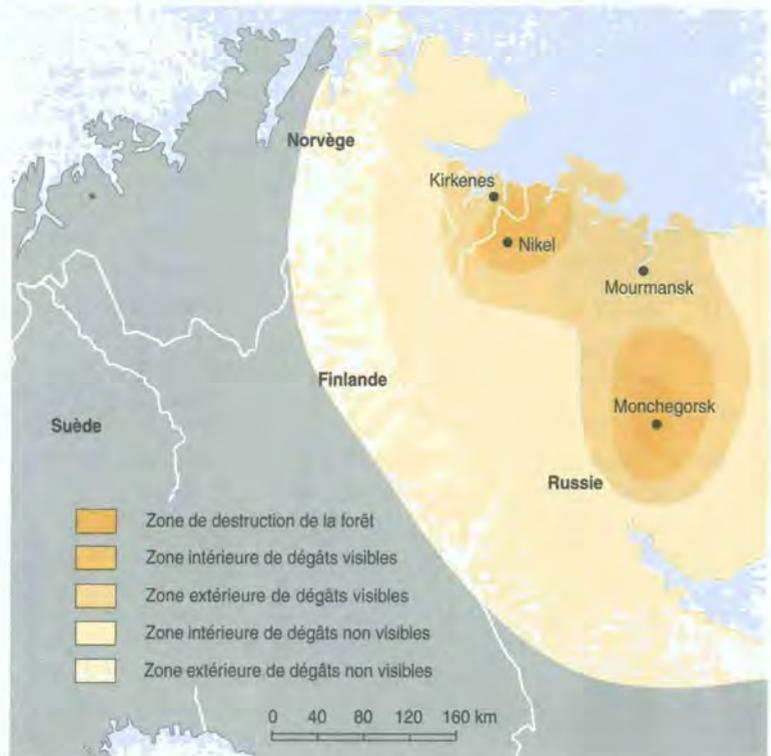 Norvège
Kirkenes
Nikel
Mourmansk
Finlande
Monchegorsk
Suède
Russie
Zone de destruction de la forêt
Zone intérieure de dégâts visibles
Zone extérieure de dégâts visibles
Zone intérieure de dégâts non visibles
Zone extérieure de dégâts non visibles
0 40 80 120 160 km